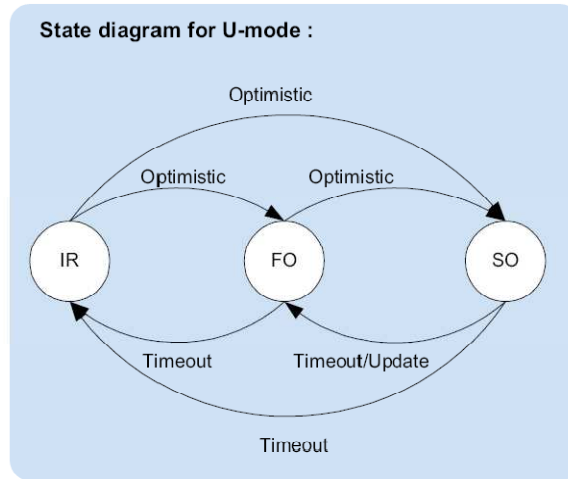 State diagram for U-mode :
Optimistic
Optimistic
Optimistic
IR
FO
SO
Timeout
Timeout/Update
Timeout